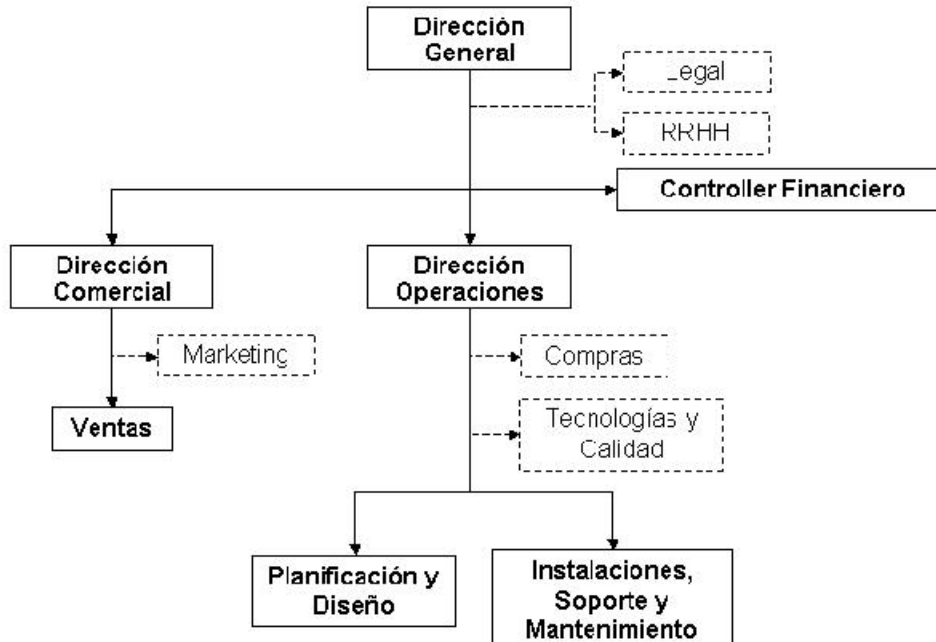 Dirección
General
Legal
RRHH
Controller Financiero
Dirección
Comercial
Dirección
Operaciones
Marketing
Compras
Ventas
Tecnologías y
Calidad
Planificación y
Diseño
Instalaciones,
Soporte y
Mantenimiento